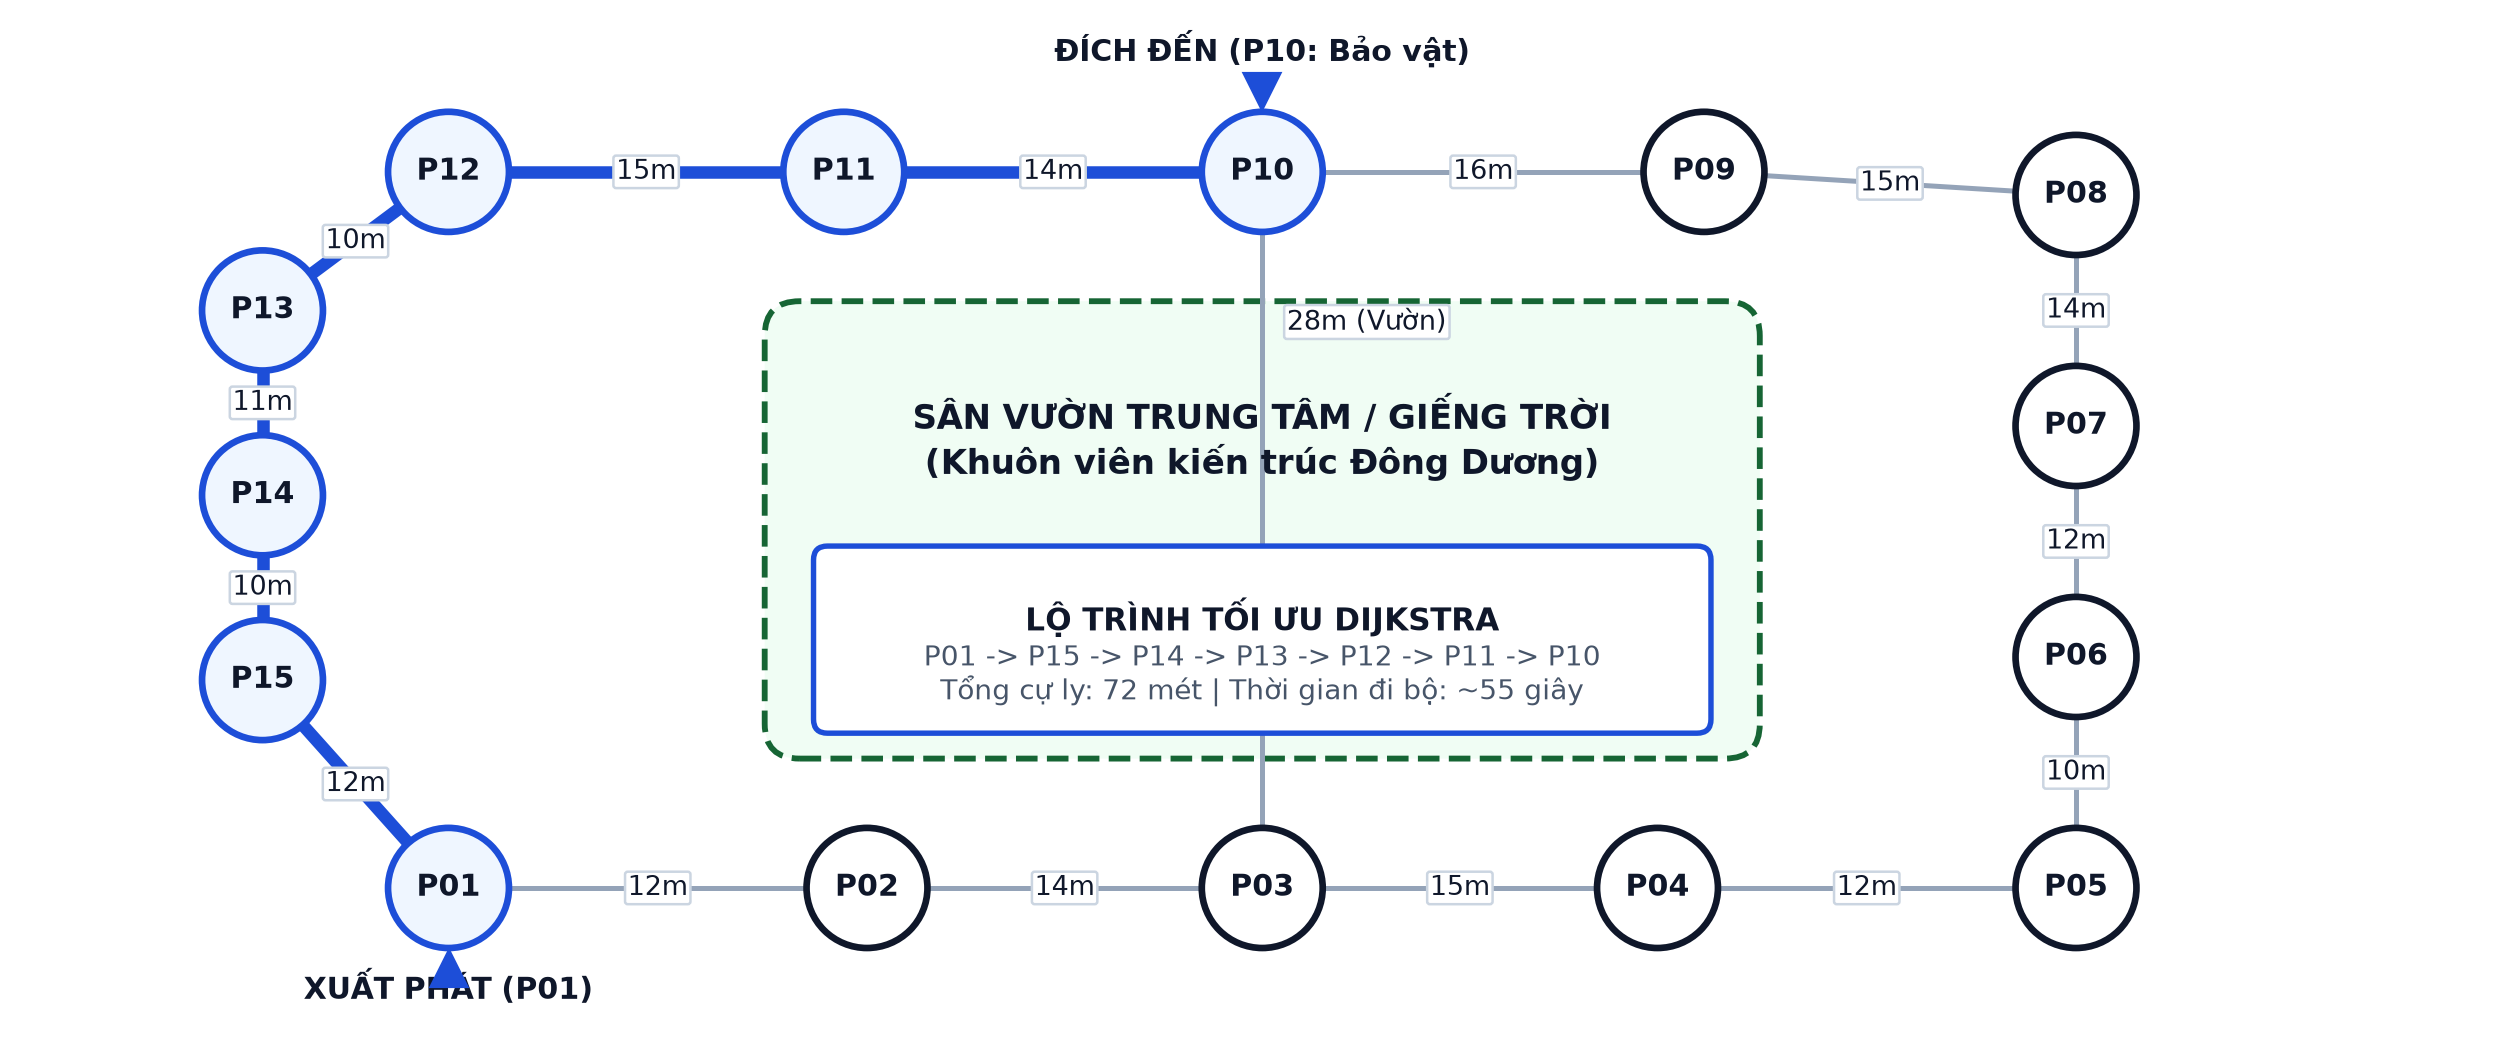 ĐÍCH ĐẾN (P10: Bảo vật)
P12
15m
P11
14m
P10
16m
P09
15m
P08
10m
P13
28m (Vườn)
14m
11m
SÂN VƯỜN TRUNG TÂM / GIẾNG TRỜI
(Khuôn viên kiến trúc Đông Dương)
P07
P14
12m
10m
LỘ TRÌNH TỐI ƯU DIJKSTRA
P01 -> P15 -> P14 -> P13 -> P12 -> P11 -> P10
Tổng cự ly: 72 mét | Thời gian đi bộ: ~55 giây
P06
P15
12m
10m
P01
12m
P02
14m
P03
15m
P04
12m
P05
XUẤT PHÁT (P01)